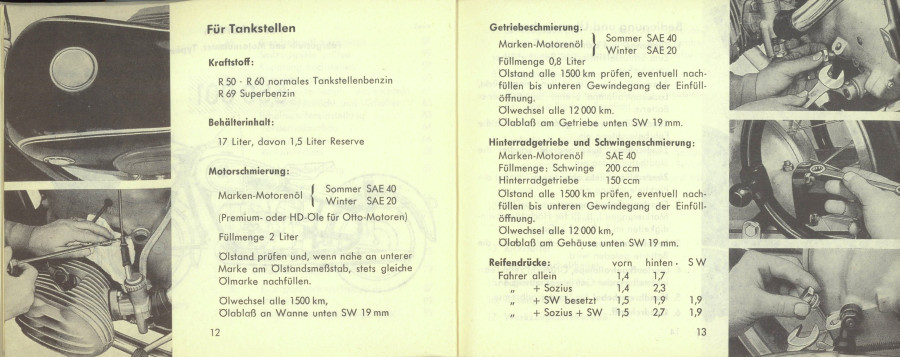 Für Tankstellen
Kraftstoff:
R 50 · R 60 normales Tankstellenbenzin
R 69 Superbenzin
Behälterinhalt:
17 Liter, davon 1,5 Liter Reserve
Motorschmierung:
Marken-Motorenöl { Sommer SAE 40
Winter SAE 20
(Premium- oder HD-Öle für Otto-Motoren)
Füllmenge 2 Liter
Ölstand prüfen und, wenn nahe an unterer
Marke am Ölstandsmeßstab, stets gleiche
Ölmarke nachfüllen.
Ölwechsel alle 1500 km,
Ölablaß an Wanne unten SW 19 mm
12
Getriebeschmierung:
Marken-Motorenöl } Sommer SAE 40
Winter SAE 20
Füllmenge 0,8 Liter
Ölstand alle 1500 km prüfen, eventuell nach-
füllen bis unteren Gewindegang der Einfüll-
öffnung.
Ölwechsel alle 12 000 km.
Ölablaß am Getriebe unten SW 19 mm.
Hinterradgetriebe und Schwingenschmierung:
Marken-Motorenöl SAE 40
Füllmenge: Schwinge 200 ccm
Hinterradgetriebe 150 ccm
Ölstand alle 1500 km prüfen, eventuell nach-
füllen bis unteren Gewindegang der Einfüll-
öffnung.
Ölwechsel alle 12 000 km,
Ölablaß am Gehäuse unten SW 19 mm.
Reifendrücke: vorn hinten · S W
Fahrer allein 1,4 1,7
„ + Sozius 1,4 2,3
„ + SW besetzt 1,5 1,9 1,9
„ + Sozius + SW 1,5 2,7 1,9
13